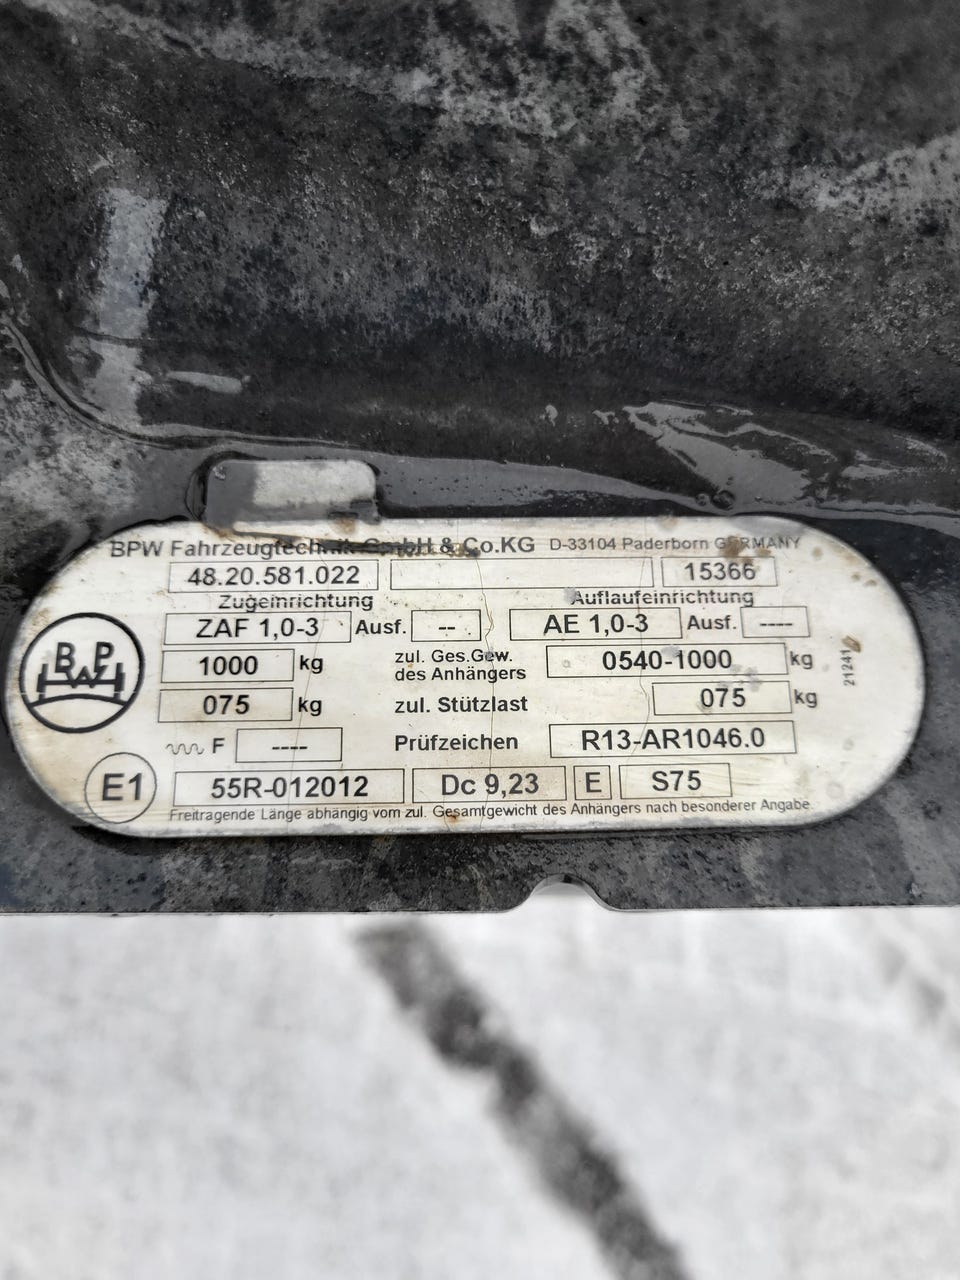 BPW Fahrzeugtechnik GmbH & Co.KG D-33104 Paderborn GERMANY
48.20.581.022 15366
Zugeinrichtung Auflaufeinrichtung
ZAF 1,0-3 Ausf. -- AE 1,0-3 Ausf. ----
BPW
1000 kg zul. Ges.Gew. des Anhängers 0540-1000 kg
21241
075 kg zul. Stützlast 075 kg
F ---- Prüfzeichen R13-AR1046.0
E1 55R-012012 Dc 9,23 E S75
Freitragende Länge abhängig vom zul. Gesamtgewicht des Anhängers nach besonderer Angabe.